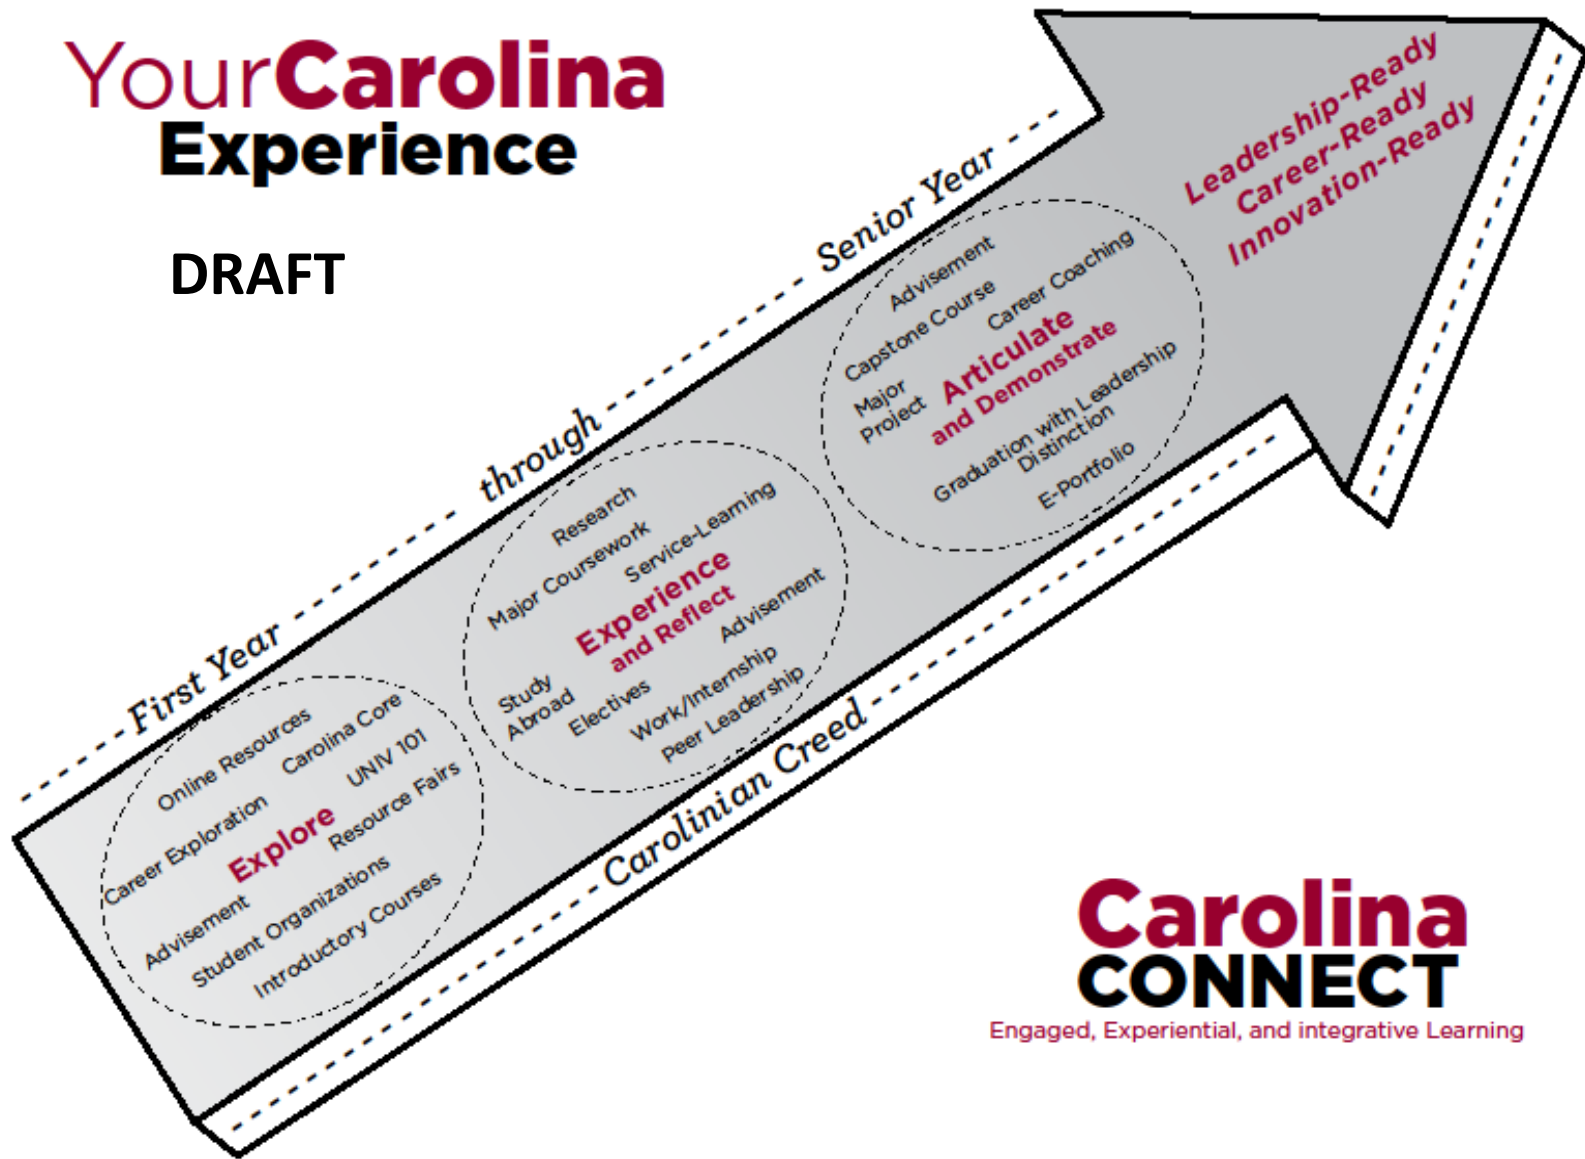 YourCarolina
Experience
DRAFT
First Year
through
Senior Year
Online Resources
Carolina Core
UNIV 101
Career Exploration
Explore
Resource Fairs
Advisement
Student Organizations
Introductory Courses
Research
Major Coursework
Service-Learning
Experience
and Reflect
Advisement
Study
Abroad
Electives
Work/Internship
Peer Leadership
Advisement
Capstone Course
Career Coaching
Major
Project
Articulate
and Demonstrate
Graduation with Leadership
Distinction
E-Portfolio
Leadership-Ready
Career-Ready
Innovation-Ready
Carolinian Creed
Carolina
CONNECT
Engaged, Experiential, and integrative Learning